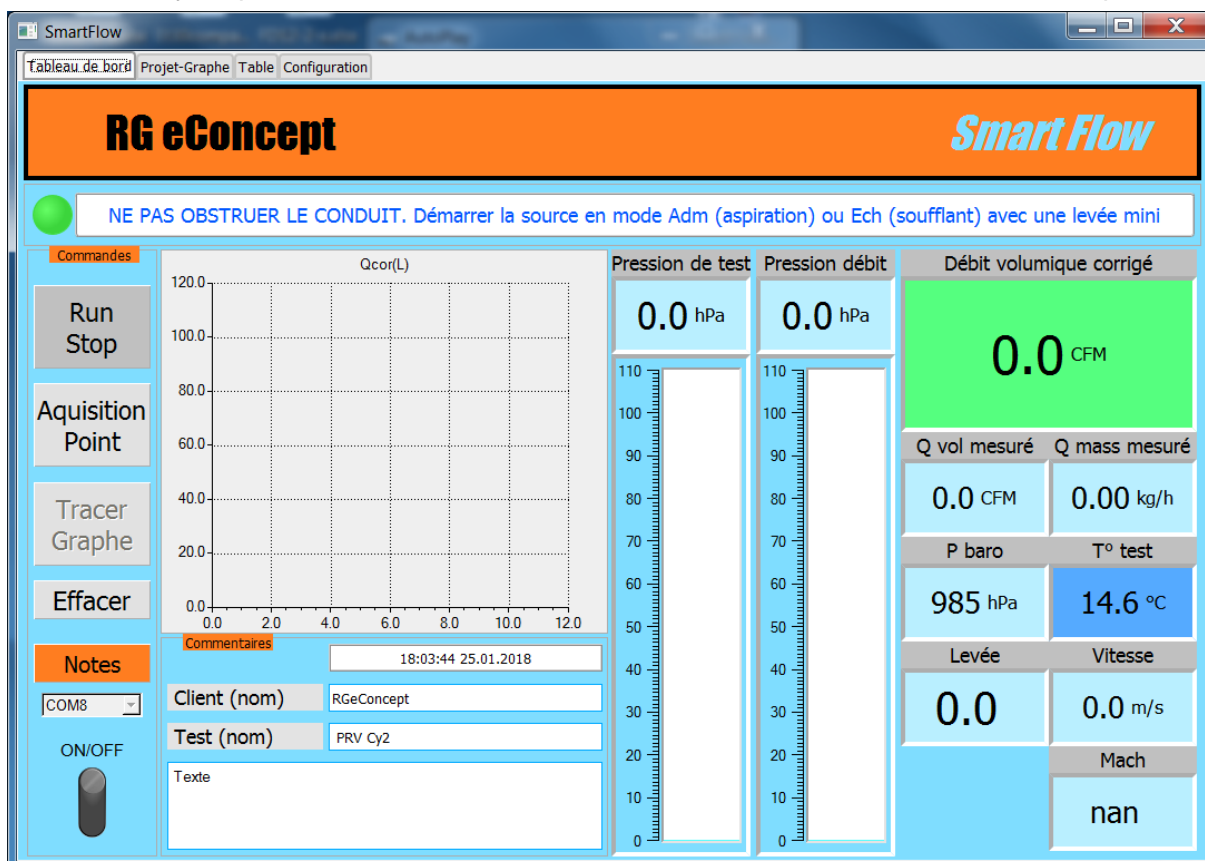 SmartFlow
Tableau de bord Projet-Graphe Table Configuration
RG eConcept
Smart Flow
NE PAS OBSTRUER LE CONDUIT. Démarrer la source en mode Adm (aspiration) ou Ech (soufflant) avec une levée mini
Commandes
Run
Stop
Aquisition
Point
Tracer
Graphe
Effacer
Notes
COM8
ON/OFF
Qcor(L)
120.0
100.0
80.0
60.0
40.0
20.0
0.0
0.0 2.0 4.0 6.0 8.0 10.0 12.0
Commentaires
18:03:44 25.01.2018
Client (nom) RGeConcept
Test (nom) PRV Cy2
Texte
Pression de test
0.0 hPa
110
100
90
80
70
60
50
40
30
20
10
0
Pression débit
0.0 hPa
110
100
90
80
70
60
50
40
30
20
10
0
Débit volumique corrigé
0.0 CFM
Q vol mesuré Q mass mesuré
0.0 CFM 0.00 kg/h
P baro T° test
985 hPa 14.6 °C
Levée Vitesse
0.0 0.0 m/s
Mach
nan